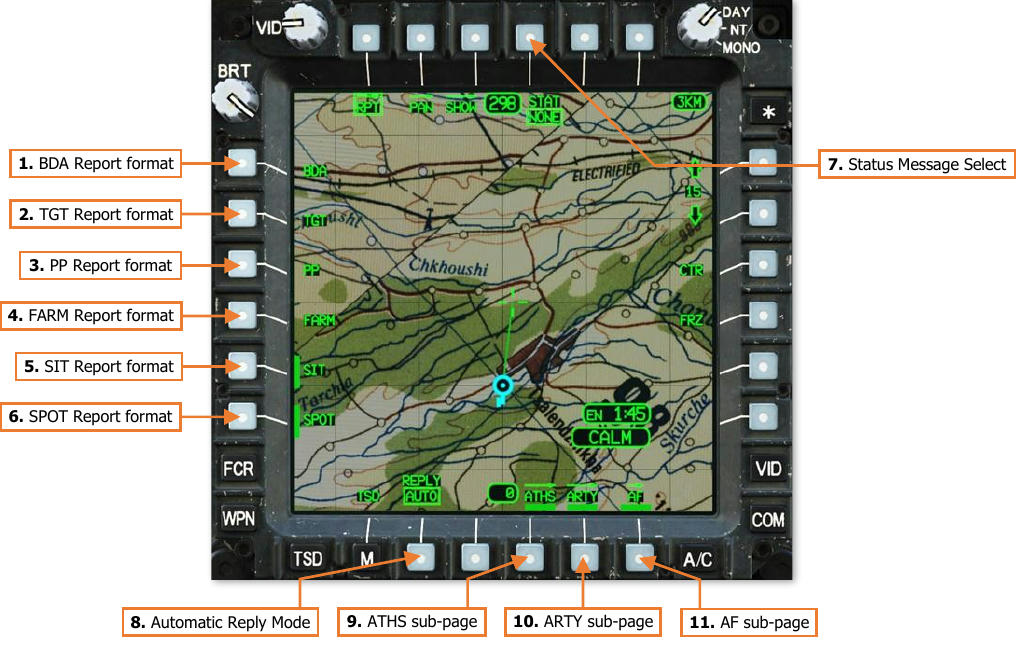 VID
DAY
NT
MONO
BRT
RPT
PAN
SHOW
298
STAT
NONE
3KM
*
1. BDA Report format
BDA
ELECTRIFIED
7. Status Message Select
15
2. TGT Report format
TGT
3. PP Report format
PP
Chkhoushi
CTR
4. FARM Report format
FARM
FRZ
5. SIT Report format
SIT
Tarchia
6. SPOT Report format
SPOT
EN 1:45
CALM
Skurche
FCR
VID
REPLY
TSD
AUTO
0
ATHS
ARTY
AF
WPN
COM
TSD
M
A/C
8. Automatic Reply Mode
9. ATHS sub-page
10. ARTY sub-page
11. AF sub-page